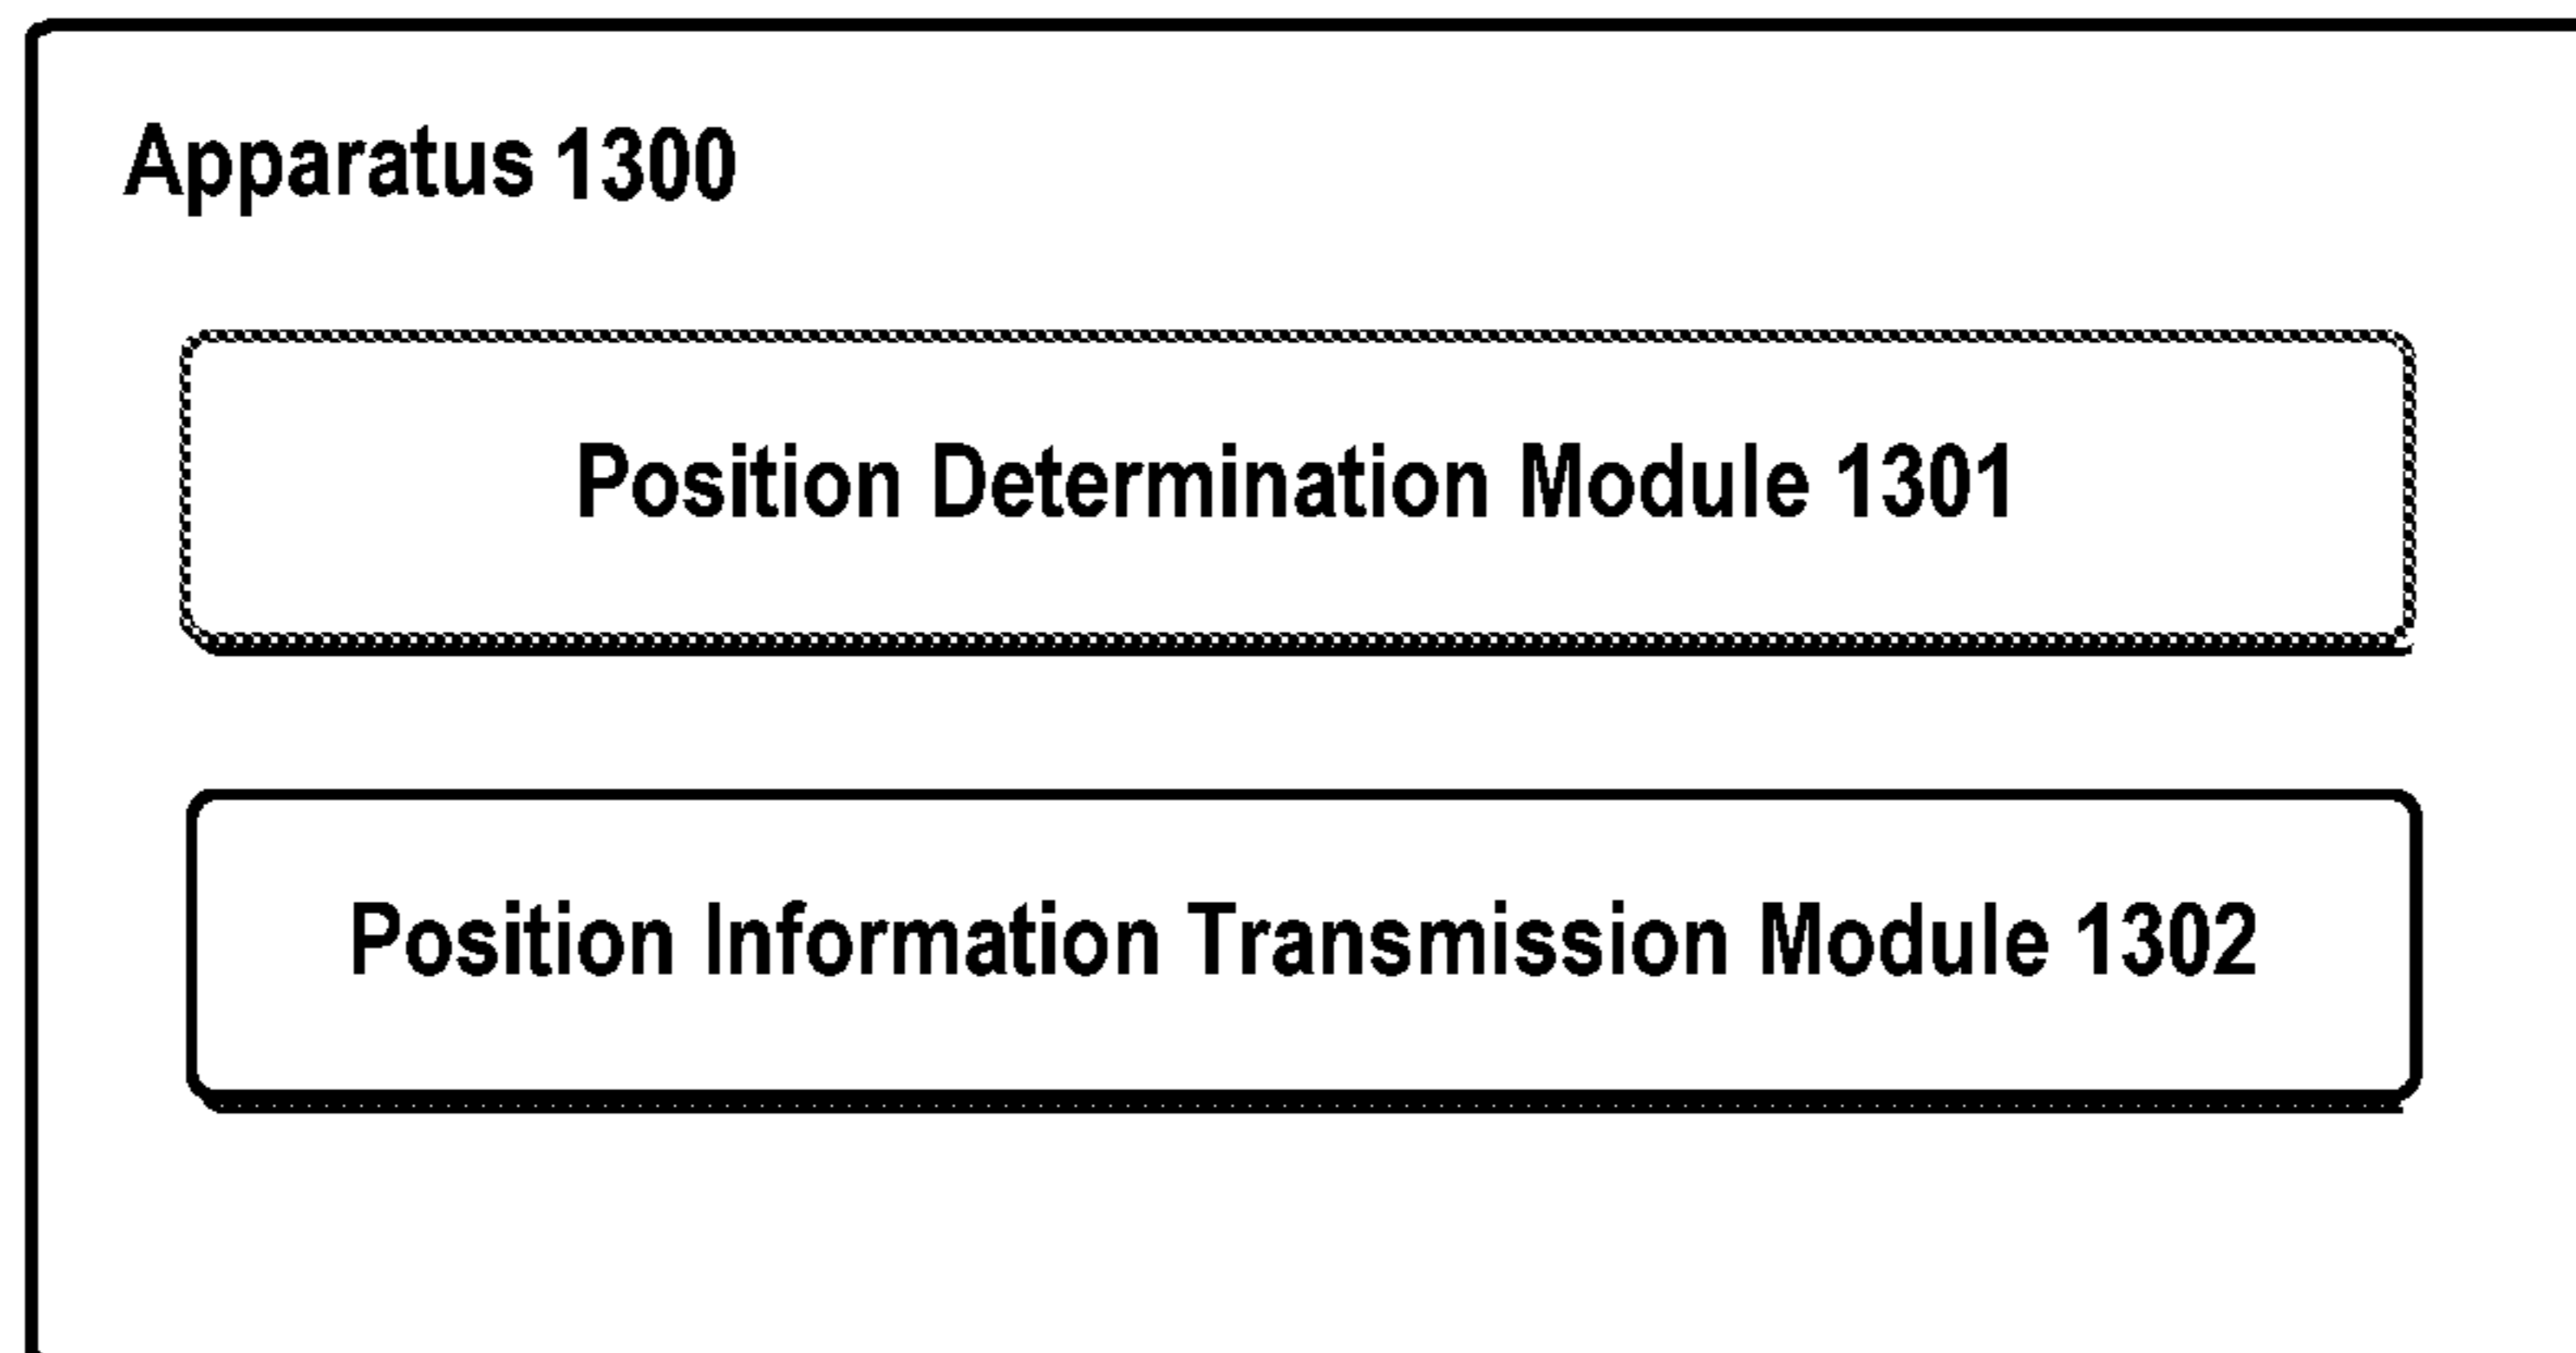 Apparatus 1300
Position Determination Module 1301
Position Information Transmission Module 1302